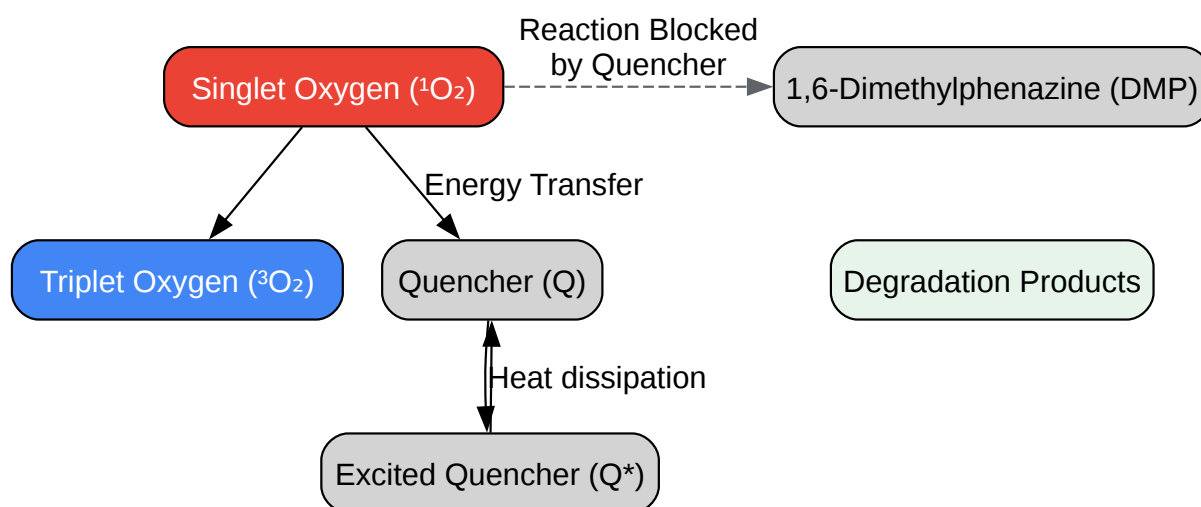 Reaction Blocked
by Quencher
Singlet Oxygen (¹O₂)
1,6-Dimethylphenazine (DMP)
Energy Transfer
Triplet Oxygen (³O₂)
Quencher (Q)
Degradation Products
Heat dissipation
Excited Quencher (Q*)